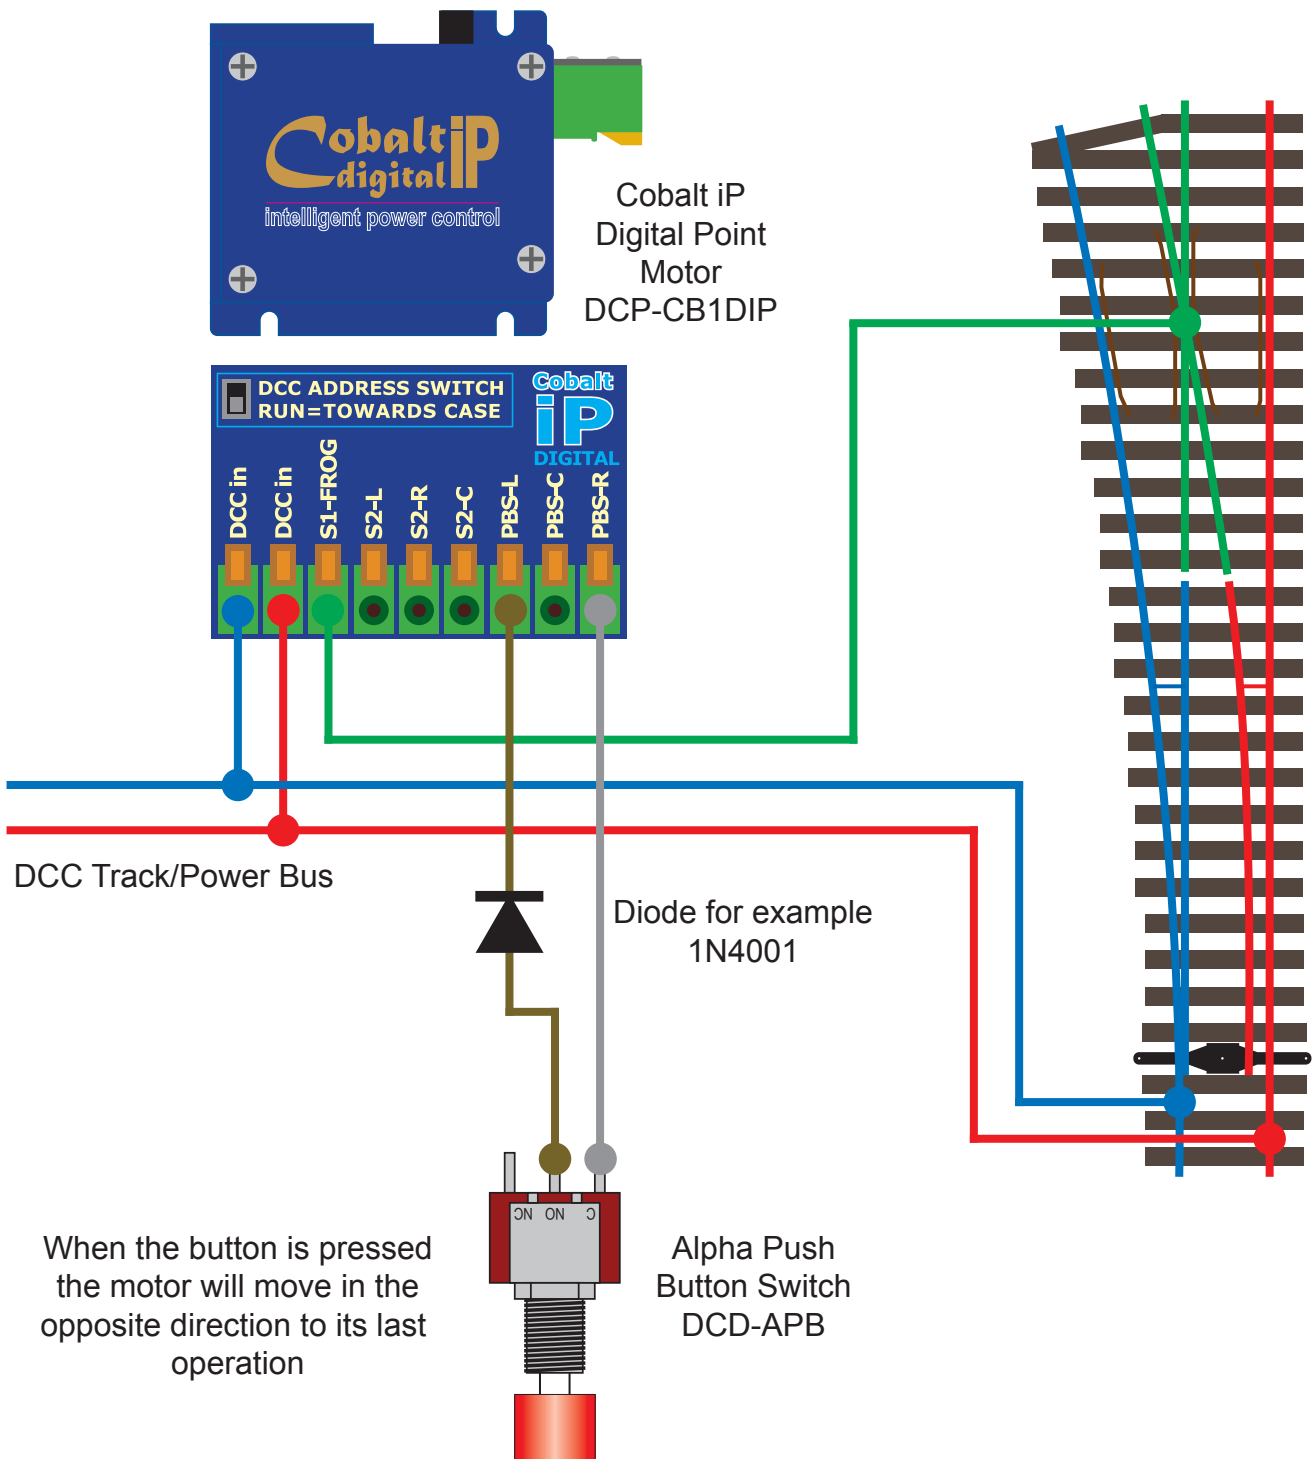 Cobalt iP
digital
intelligent power control
Cobalt iP
Digital Point
Motor
DCP-CB1DIP
DCC ADDRESS SWITCH
RUN=TOWARDS CASE
Cobalt
iP
DIGITAL
DCC in
DCC in
S1-FROG
S2-L
S2-R
S2-C
PBS-L
PBS-C
PBS-R
DCC Track/Power Bus
Diode for example
1N4001
NC
NO
C
When the button is pressed
the motor will move in the
opposite direction to its last
operation
Alpha Push
Button Switch
DCD-APB